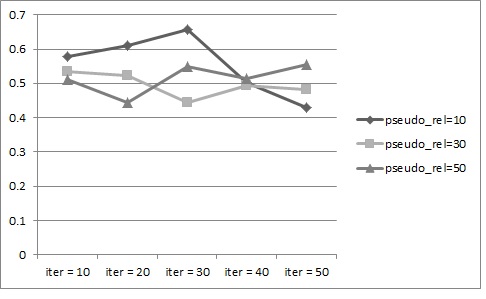 0.7
0.6
0.5
0.4
0.3
0.2
0.1
0
iter = 10 iter = 20 iter = 30 iter = 40 iter = 50
pseudo_rel=10
pseudo_rel=30
pseudo_rel=50